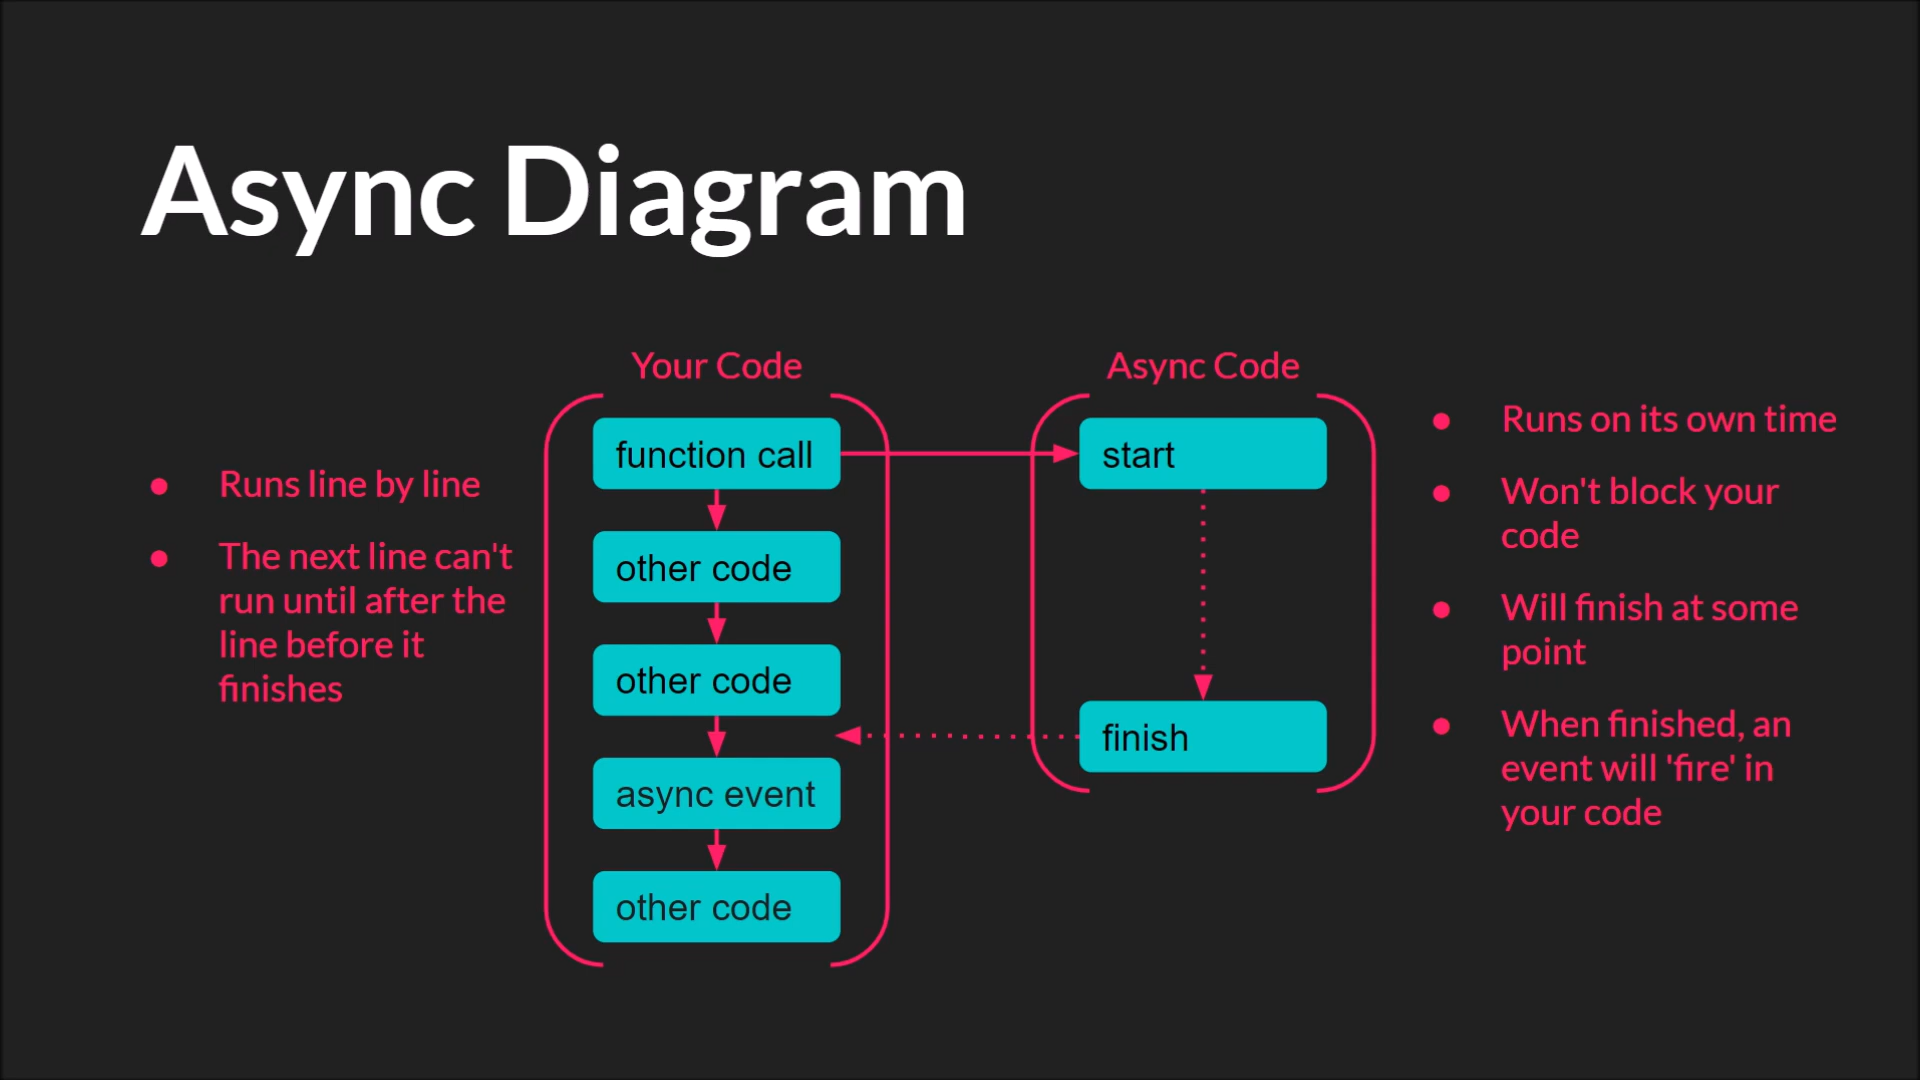 Async Diagram
Runs line by line
The next line can't
run until after the
line before it
finishes
Your Code
function call
other code
other code
async event
other code
Async Code
start
finish
Runs on its own time
Won't block your
code
Will finish at some
point
When finished, an
event will 'fire' in
your code